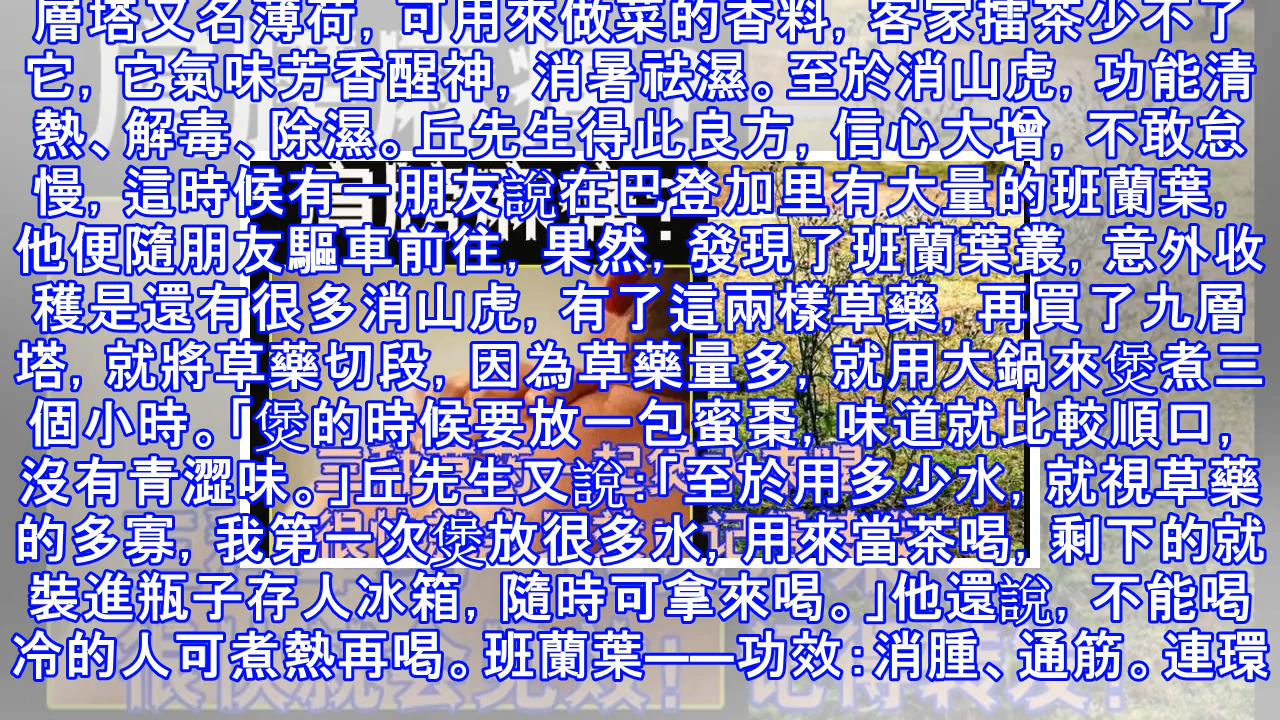 層塔又名薄荷, 可用來做菜的香料, 客家擂茶少不了
它, 它氣味芳香醒神, 消暑祛濕。至於消山虎, 功能清
熱、解毒、除濕。丘先生得此良方, 信心大增, 不敢怠
慢, 這時候有一朋友說在巴登加里有大量的班蘭葉,
他便隨朋友驅車前往, 果然, 發現了班蘭葉叢, 意外收
穫是還有很多消山虎, 有了這兩樣草藥, 再買了九層
塔, 就將草藥切段, 因為草藥量多, 就用大鍋來煲煮三
個小時。「煲的時候要放一包蜜棗, 味道就比較順口,
沒有青澀味。」丘先生又說:「至於用多少水, 就視草藥
的多寡, 我第一次煲放很多水, 用來當茶喝, 剩下的就
裝進瓶子存人冰箱, 隨時可拿來喝。」他還說, 不能喝
冷的人可煮熱再喝。班蘭葉——功效:消腫、通筋。連環